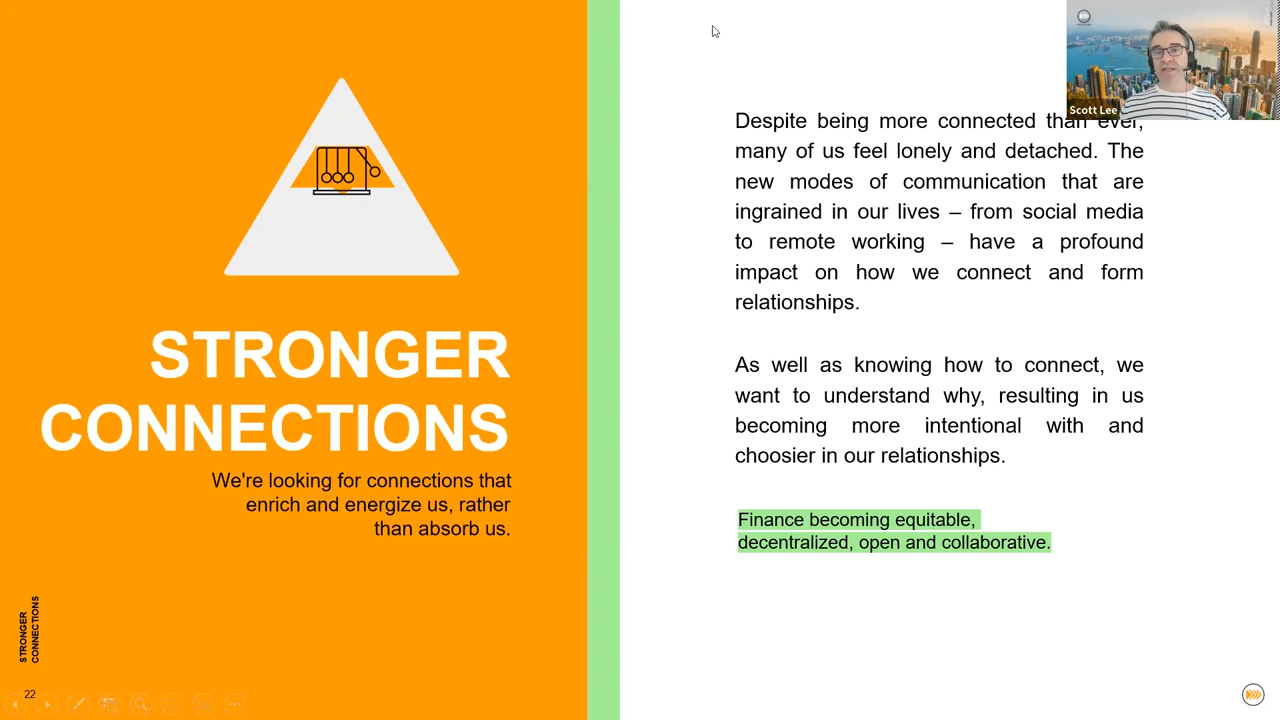 STRONGER
CONNECTIONS
We're looking for connections that
enrich and energize us, rather
than absorb us.
STRONGER
CONNECTIONS
22
Despite being more connected than ever,
many of us feel lonely and detached. The
new modes of communication that are
ingrained in our lives – from social media
to remote working – have a profound
impact on how we connect and form
relationships.
As well as knowing how to connect, we
want to understand why, resulting in us
becoming more intentional with and
choosier in our relationships.
Finance becoming equitable,
decentralized, open and collaborative.
Scott Lee